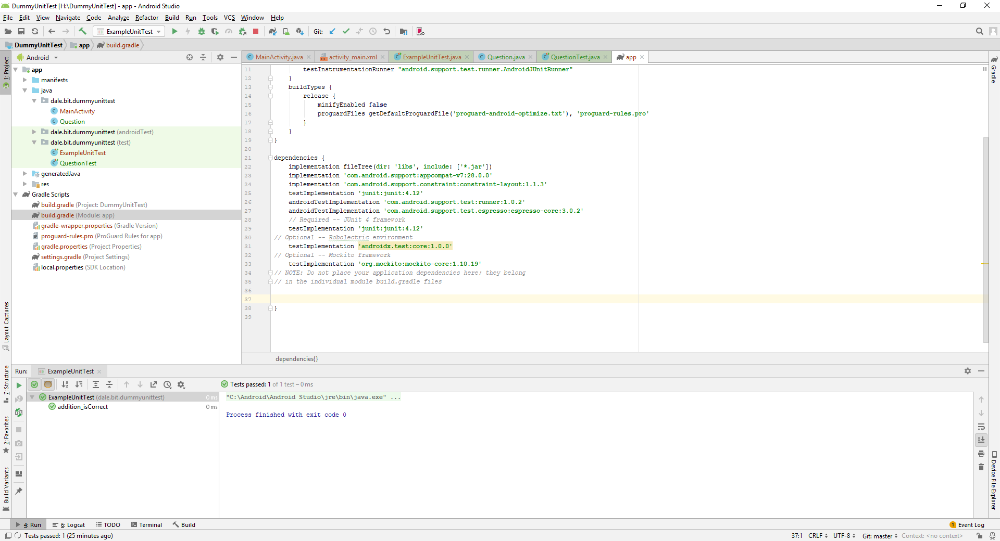 DummyUnitTest [H:\DummyUnitTest] - app - Android Studio
File Edit View Navigate Code Analyze Refactor Build Run Tools VCS Window Help
ExampleUnitTest Git:
DummyUnitTest app build.gradle
1: Project
Android
MainActivity.java activity_main.xml ExampleUnitTest.java Question.java QuestionTest.java app
app
manifests
java
dale.bit.dummyunittest
MainActivity
Question
dale.bit.dummyunittest (androidTest)
dale.bit.dummyunittest (test)
ExampleUnitTest
QuestionTest
generatedJava
res
Gradle Scripts
build.gradle (Project: DummyUnitTest)
build.gradle (Module: app)
gradle-wrapper.properties (Gradle Version)
proguard-rules.pro (ProGuard Rules for app)
gradle.properties (Project Properties)
settings.gradle (Project Settings)
local.properties (SDK Location)
11 testInstrumentationRunner "android.support.test.runner.AndroidJUnitRunner"
12 }
13 buildTypes {
14 release {
15 minifyEnabled false
16 proguardFiles getDefaultProguardFile('proguard-android-optimize.txt'), 'proguard-rules.pro'
17 }
18 }
19 }
20
21 dependencies {
22 implementation fileTree(dir: 'libs', include: ['*.jar'])
23 implementation 'com.android.support:appcompat-v7:28.0.0'
24 implementation 'com.android.support.constraint:constraint-layout:1.1.3'
25 testImplementation 'junit:junit:4.12'
26 androidTestImplementation 'com.android.support.test:runner:1.0.2'
27 androidTestImplementation 'com.android.support.test.espresso:espresso-core:3.0.2'
28 // Required -- JUnit 4 framework
29 testImplementation 'junit:junit:4.12'
30 // Optional -- Robolectric environment
31 testImplementation 'androidx.test:core:1.0.0'
32 // Optional -- Mockito framework
33 testImplementation 'org.mockito:mockito-core:1.10.19'
34 // NOTE: Do not place your application dependencies here; they belong
35 // in the individual module build.gradle files
36
37
38 }
39
dependencies{}
Gradle
Layout Captures
7: Structure
2: Favorites
Build Variants
Device File Explorer
Run: ExampleUnitTest
Tests passed: 1 of 1 test – 0 ms
ExampleUnitTest (dale.bit.dummyunittest) 0 ms
addition_isCorrect 0 ms
"C:\Android\Android Studio\jre\bin\java.exe" ...
Process finished with exit code 0
4: Run 6: Logcat TODO Terminal Build 1 Event Log
Tests passed: 1 (25 minutes ago) 37:1 CRLF UTF-8 Git: master Context: <no context>